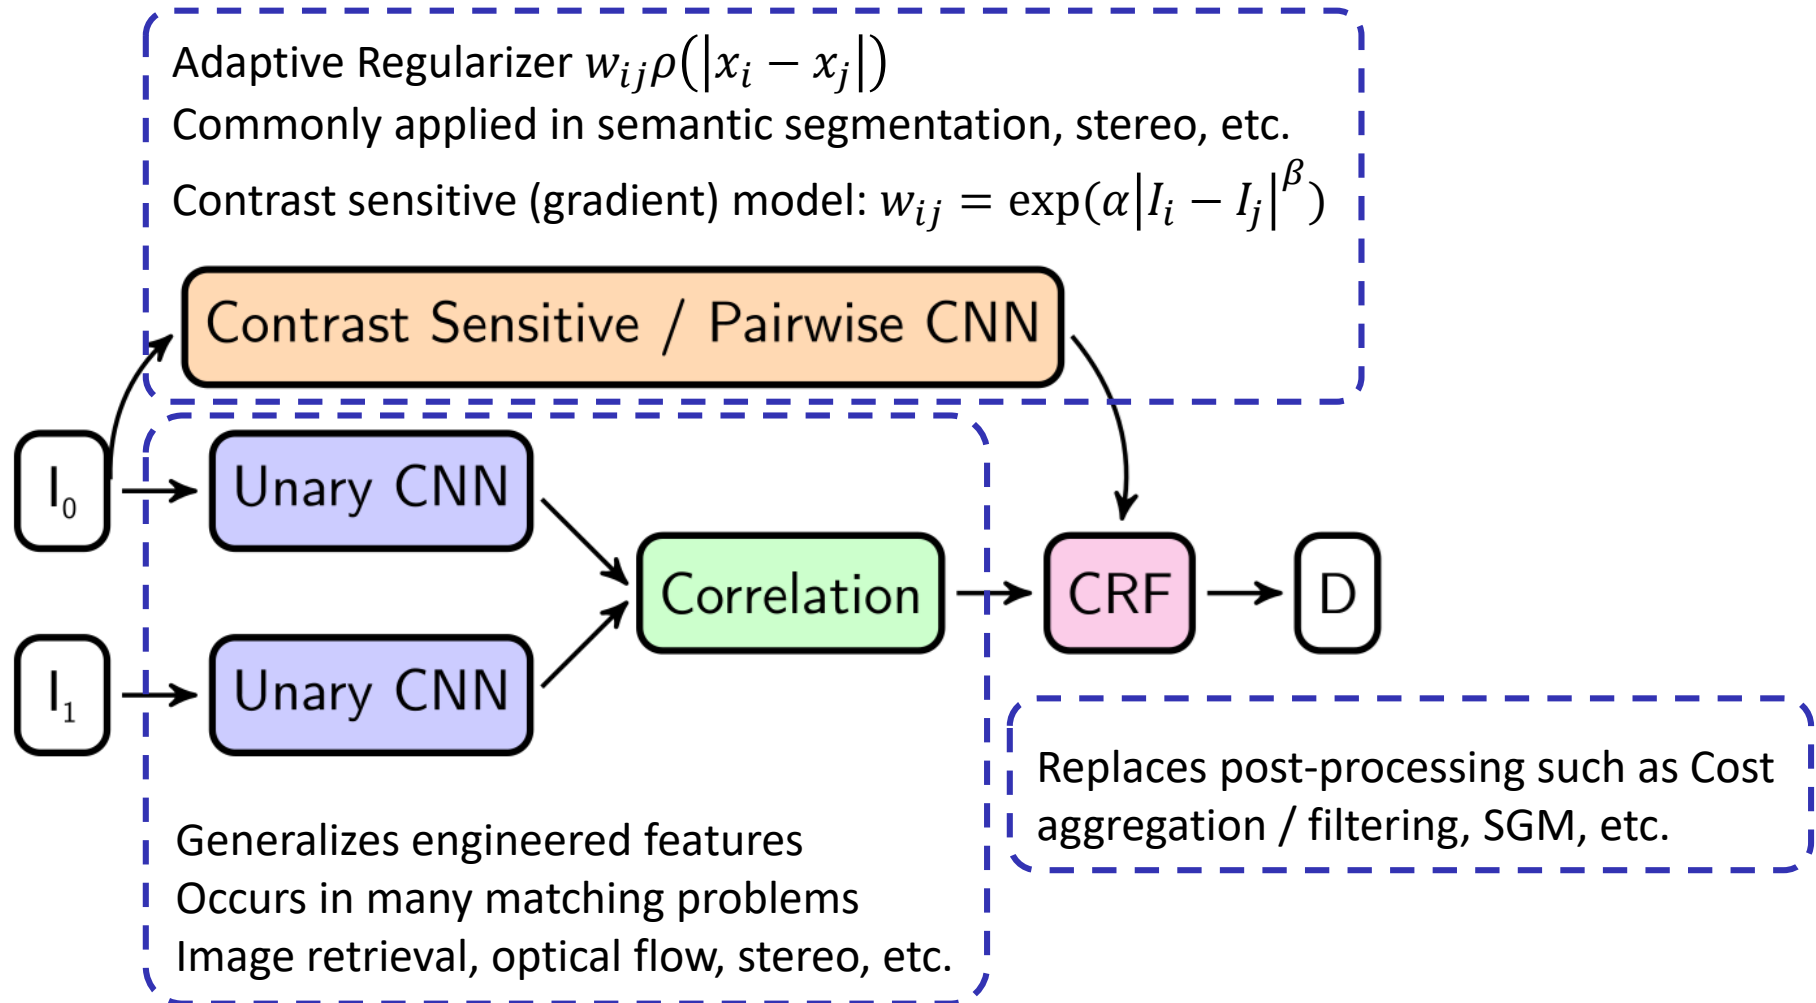 Adaptive Regularizer $w_{ij}\rho(|x_i - x_j|)$
Commonly applied in semantic segmentation, stereo, etc.
Contrast sensitive (gradient) model: $w_{ij} = \exp(\alpha|I_i - I_j|^{\beta})$
Contrast Sensitive / Pairwise CNN
I₀
Unary CNN
Correlation
CRF
D
I₁
Unary CNN
Replaces post-processing such as Cost
aggregation / filtering, SGM, etc.
Generalizes engineered features
Occurs in many matching problems
Image retrieval, optical flow, stereo, etc.